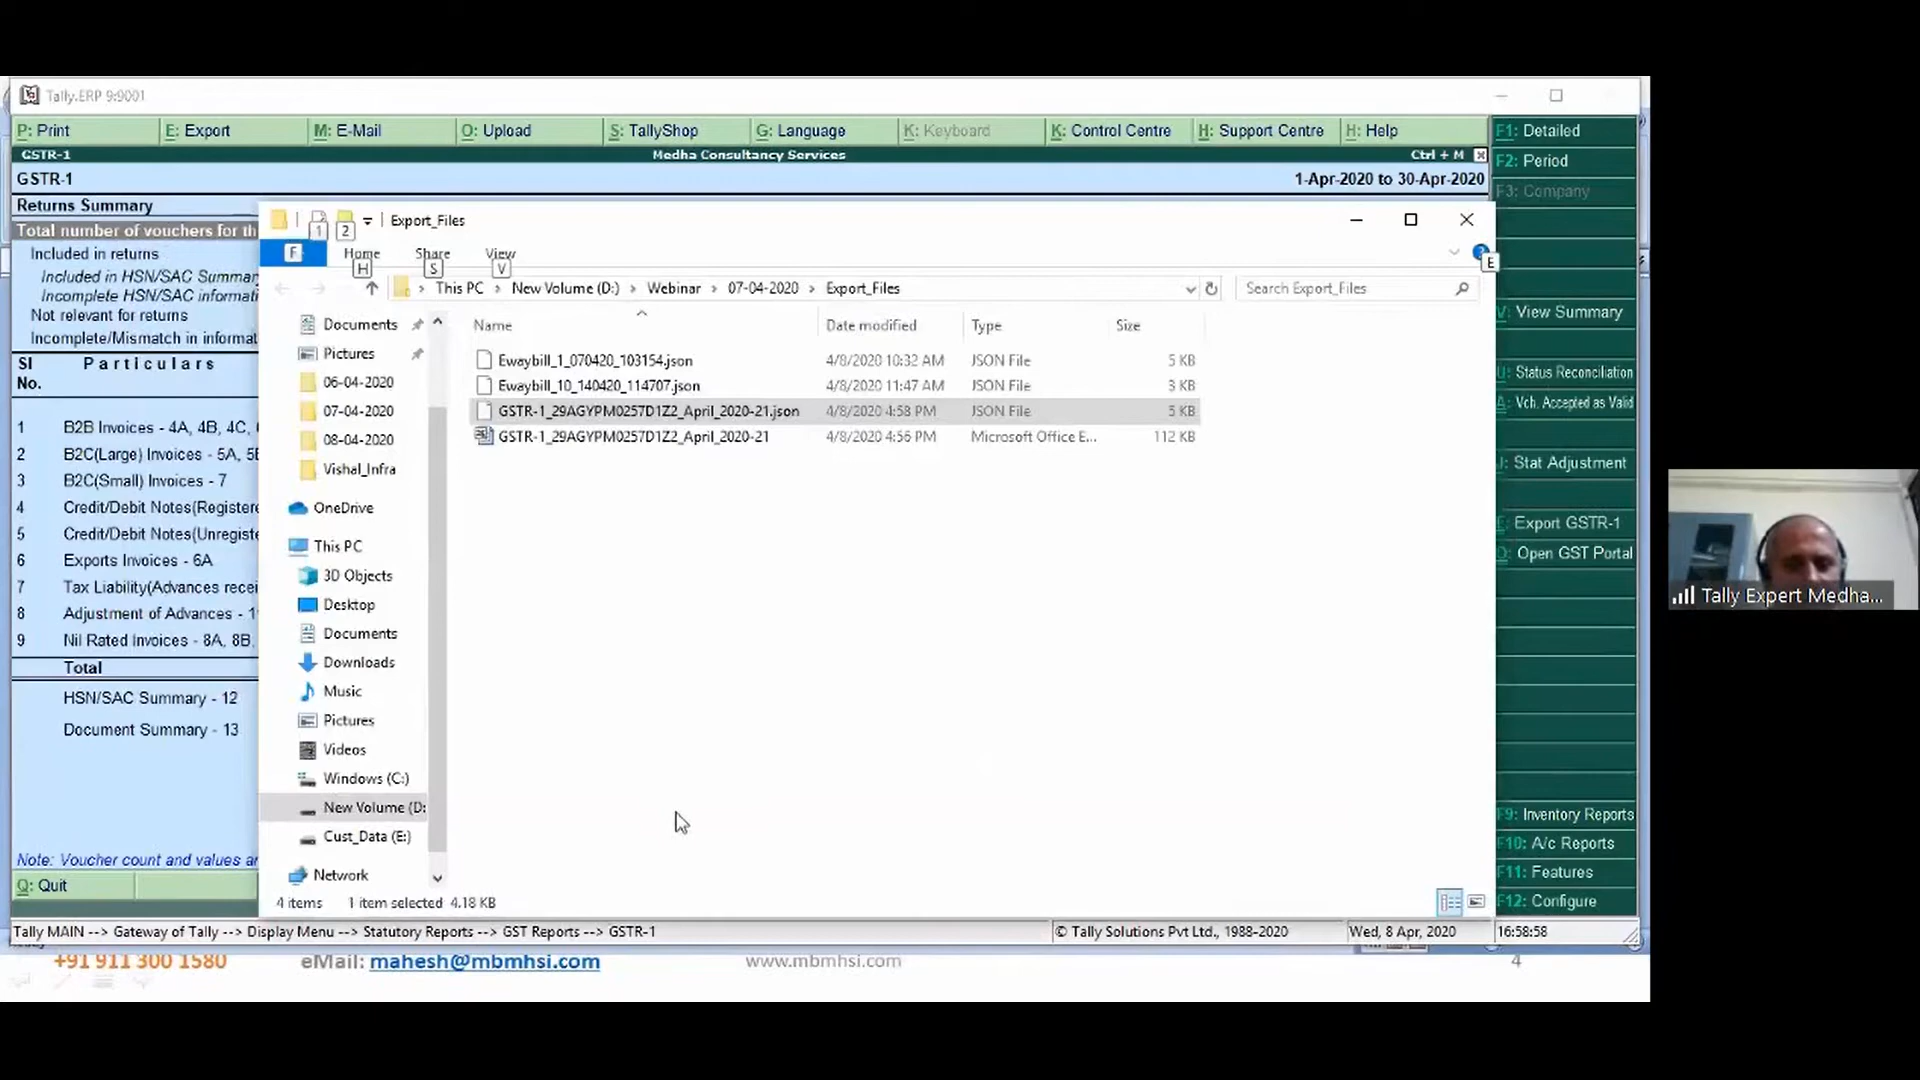 Tally.ERP 9:9001
P: Print E: Export M: E-Mail O: Upload S: TallyShop G: Language K: Keyboard K: Control Centre H: Support Centre H: Help
GSTR-1 Medha Consultancy Services Ctrl + M
GSTR-1 1-Apr-2020 to 30-Apr-2020
Returns Summary
Total number of vouchers for th
Included in returns
Included in HSN/SAC Summar
Incomplete HSN/SAC informati
Not relevant for returns
Incomplete/Mismatch in informat
Sl No. Particulars
1 B2B Invoices - 4A, 4B, 4C,
2 B2C(Large) Invoices - 5A, 5B
3 B2C(Small) Invoices - 7
4 Credit/Debit Notes(Registere
5 Credit/Debit Notes(Unregiste
6 Exports Invoices - 6A
7 Tax Liability(Advances recei
8 Adjustment of Advances - 1
9 Nil Rated Invoices - 8A, 8B,
Total
HSN/SAC Summary - 12
Document Summary - 13
Note: Voucher count and values ar
Q: Quit
Export_Files
1 2
F Home Share View
H S V E
This PC New Volume (D:) Webinar 07-04-2020 Export_Files
Search Export_Files
Name Date modified Type Size
Ewaybill_1_070420_103154.json 4/8/2020 10:32 AM JSON File 5 KB
Ewaybill_10_140420_114707.json 4/8/2020 11:47 AM JSON File 3 KB
GSTR-1_29AGYPM0257D1Z2_April_2020-21.json 4/8/2020 4:58 PM JSON File 5 KB
GSTR-1_29AGYPM0257D1Z2_April_2020-21 4/8/2020 4:56 PM Microsoft Office E... 112 KB
Documents
Pictures
06-04-2020
07-04-2020
08-04-2020
Vishal_Infra
OneDrive
This PC
3D Objects
Desktop
Documents
Downloads
Music
Pictures
Videos
Windows (C:)
New Volume (D:
Cust_Data (E:)
Network
4 items 1 item selected 4.18 KB
F1: Detailed
F2: Period
F3: Company
V: View Summary
U: Status Reconciliation
A: Vch. Accepted as Valid
J: Stat Adjustment
E: Export GSTR-1
O: Open GST Portal
F9: Inventory Reports
F10: A/c Reports
F11: Features
F12: Configure
Tally MAIN --> Gateway of Tally --> Display Menu --> Statutory Reports --> GST Reports --> GSTR-1
© Tally Solutions Pvt Ltd., 1988-2020 Wed, 8 Apr, 2020 16:58:58
+91 911 300 1580 eMail: mahesh@mbmhsi.com www.mbmhsi.com 4
Tally Expert Medha...